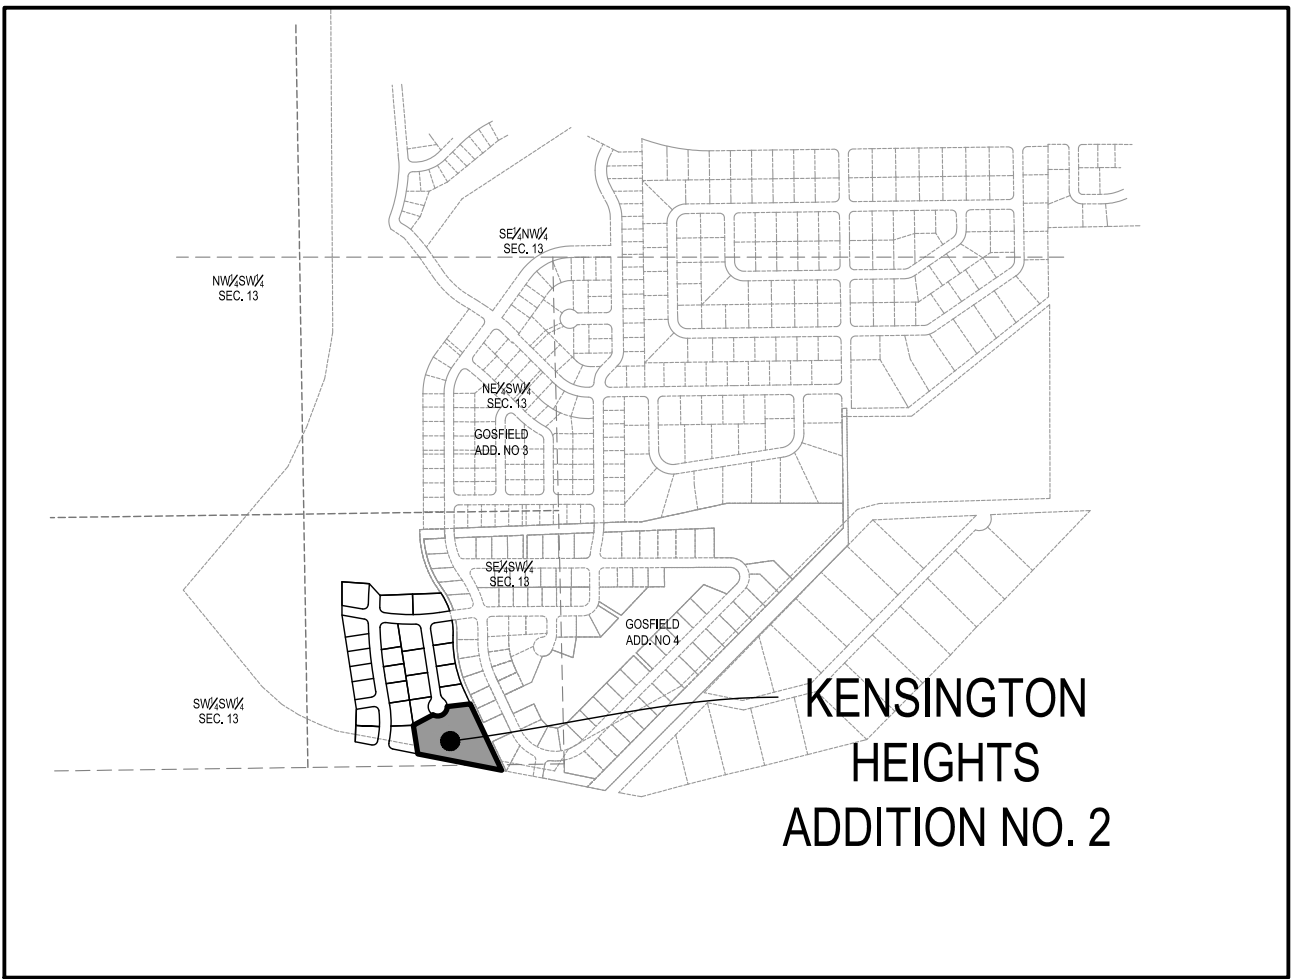 SE¼NW¼
SEC. 13
NW¼SW¼
SEC. 13
NE¼SW¼
SEC. 13
GOSFIELD
ADD. NO 3
SE¼SW¼
SEC. 13
GOSFIELD
ADD. NO 4
SW¼SW¼
SEC. 13
KENSINGTON
HEIGHTS
ADDITION NO. 2